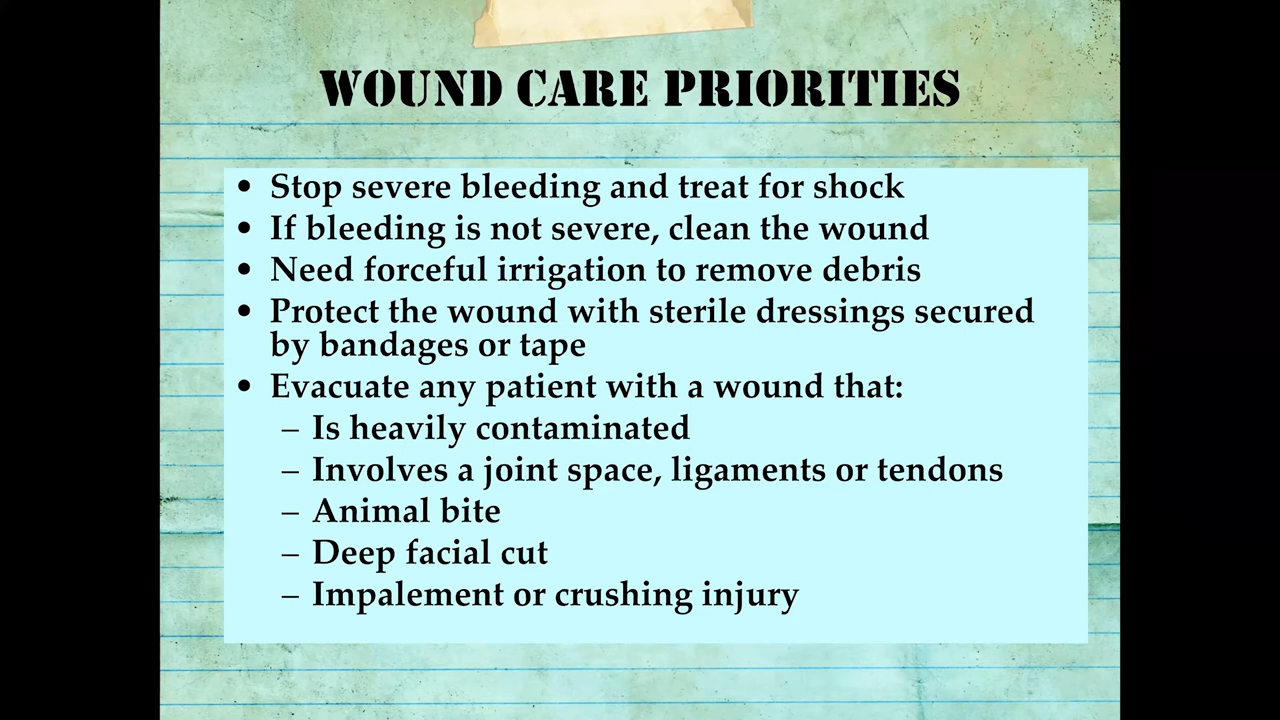 WOUND CARE PRIORITIES
• Stop severe bleeding and treat for shock
• If bleeding is not severe, clean the wound
• Need forceful irrigation to remove debris
• Protect the wound with sterile dressings secured
by bandages or tape
• Evacuate any patient with a wound that:
– Is heavily contaminated
– Involves a joint space, ligaments or tendons
– Animal bite
– Deep facial cut
– Impalement or crushing injury